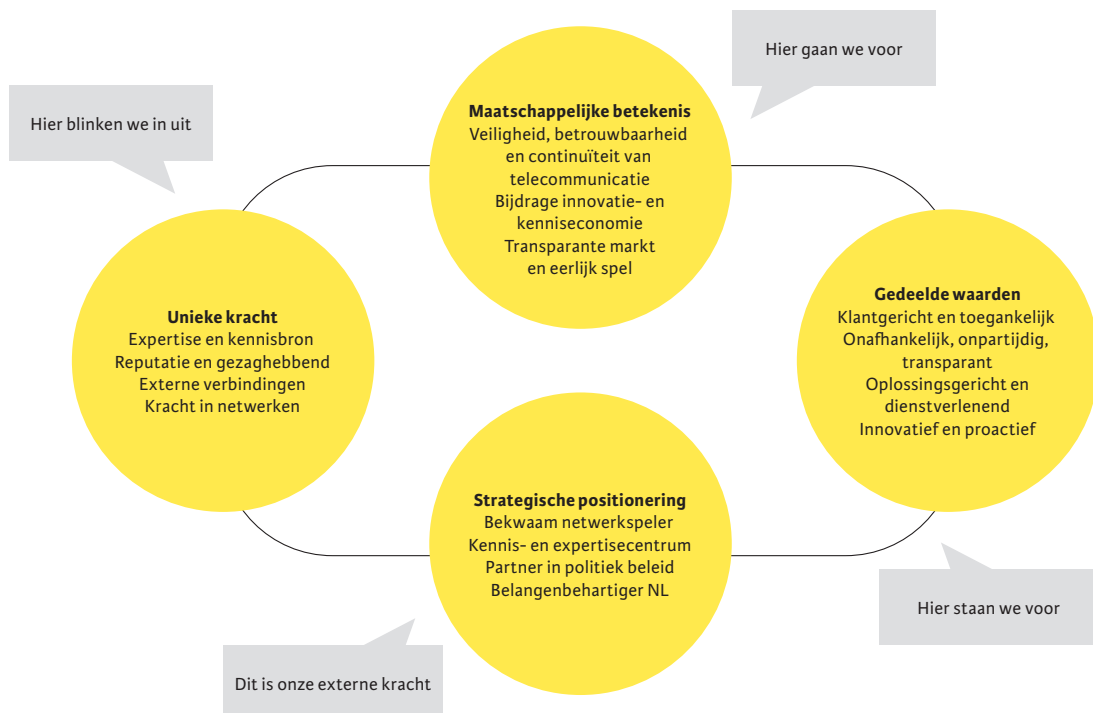 Hier gaan we voor
Hier blinken we in uit
Maatschappelijke betekenis
Veiligheid, betrouwbaarheid
en continuïteit van
telecommunicatie
Bijdrage innovatie- en
kenniseconomie
Transparante markt
en eerlijk spel
Unieke kracht
Expertise en kennisbron
Reputatie en gezaghebbend
Externe verbindingen
Kracht in netwerken
Gedeelde waarden
Klantgericht en toegankelijk
Onafhankelijk, onpartijdig,
transparant
Oplossingsgericht en
dienstverlenend
Innovatief en proactief
Strategische positionering
Bekwaam netwerkspeler
Kennis- en expertisecentrum
Partner in politiek beleid
Belangenbehartiger NL
Hier staan we voor
Dit is onze externe kracht